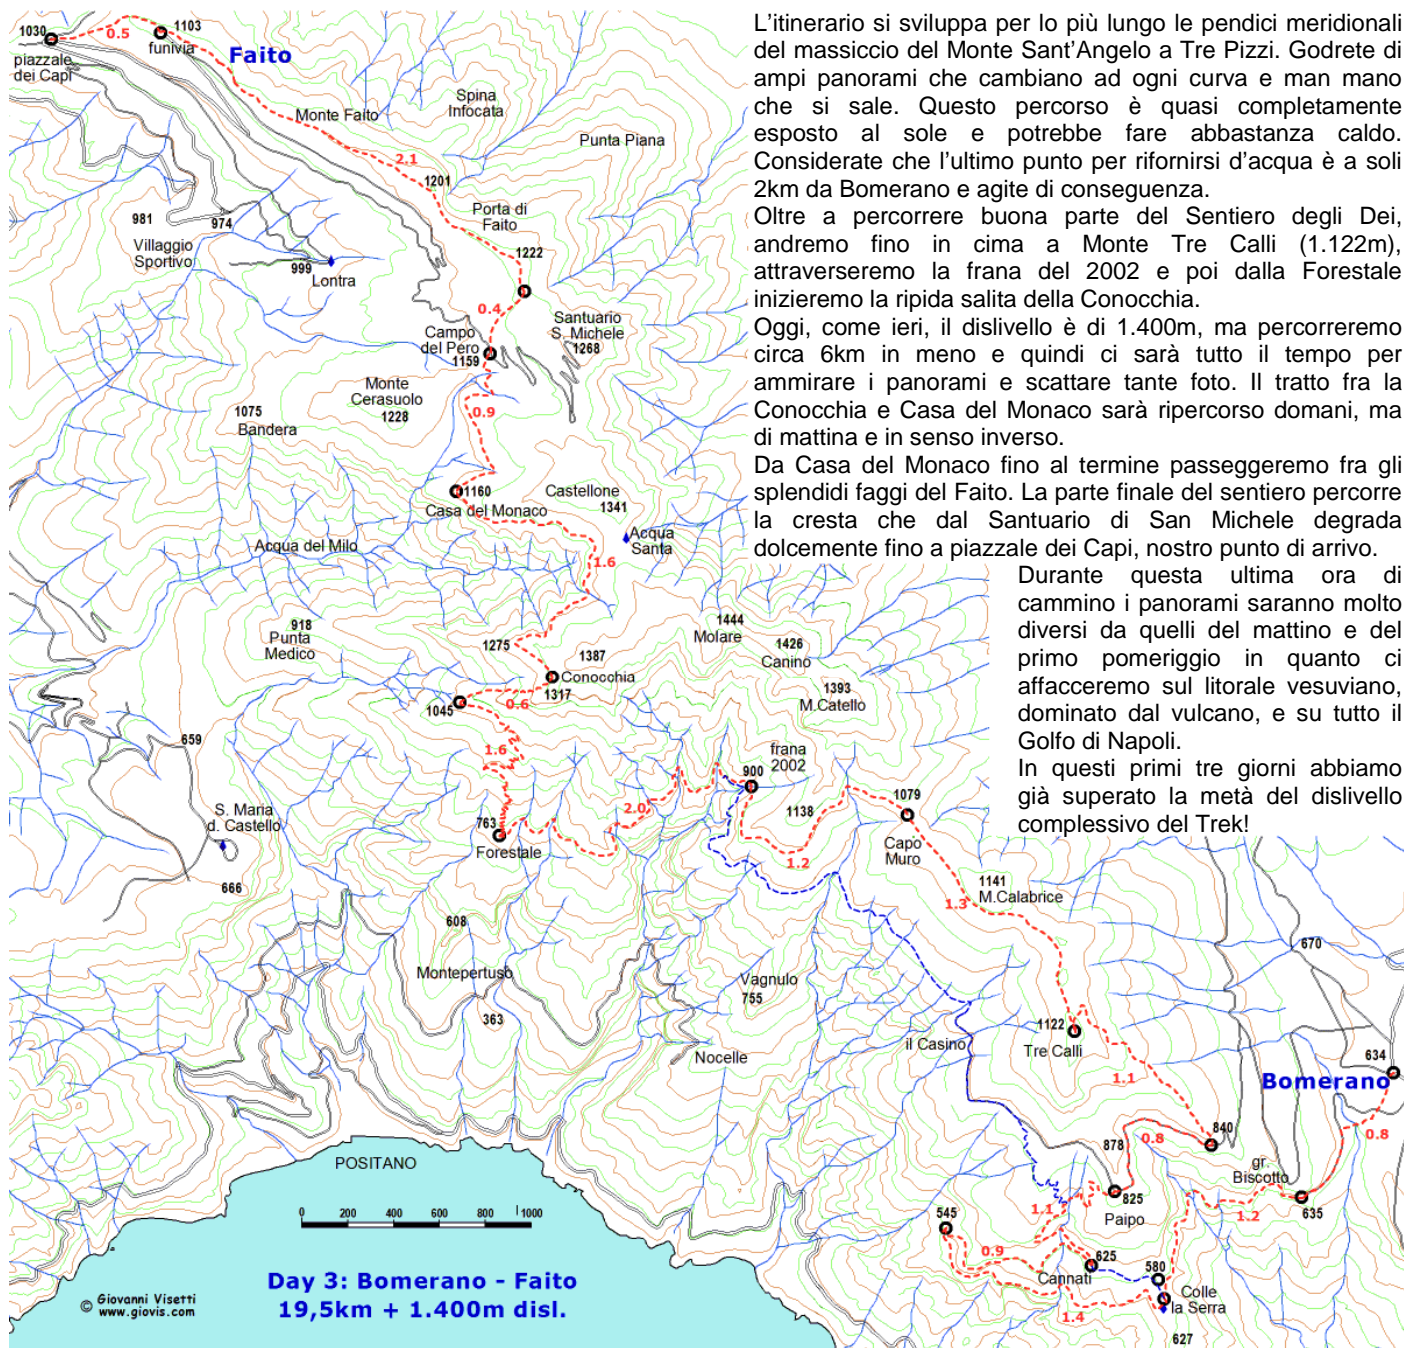 L'itinerario si sviluppa per lo più lungo le pendici meridionali
del massiccio del Monte Sant'Angelo a Tre Pizzi. Godrete di
ampi panorami che cambiano ad ogni curva e man mano
che si sale. Questo percorso è quasi completamente
esposto al sole e potrebbe fare abbastanza caldo.
Considerate che l'ultimo punto per rifornirsi d'acqua è a soli
2km da Bomerano e agite di conseguenza.
Oltre a percorrere buona parte del Sentiero degli Dei,
andremo fino in cima a Monte Tre Calli (1.122m),
attraverseremo la frana del 2002 e poi dalla Forestale
inizieremo la ripida salita della Conocchia.
Oggi, come ieri, il dislivello è di 1.400m, ma percorreremo
circa 6km in meno e quindi ci sarà tutto il tempo per
ammirare i panorami e scattare tante foto. Il tratto fra la
Conocchia e Casa del Monaco sarà ripercorso domani, ma
di mattina e in senso inverso.
Da Casa del Monaco fino al termine passeggeremo fra gli
splendidi faggi del Faito. La parte finale del sentiero percorre
la cresta che dal Santuario di San Michele degrada
dolcemente fino a piazzale dei Capi, nostro punto di arrivo.
Durante questa ultima ora di
cammino i panorami saranno molto
diversi da quelli del mattino e del
primo pomeriggio in quanto ci
affacceremo sul litorale vesuviano,
dominato dal vulcano, e su tutto il
Golfo di Napoli.
In questi primi tre giorni abbiamo
già superato la metà del dislivello
complessivo del Trek!
1030
piazzale
dei Capi
0.5
1103
funivia
Faito
Monte Faito
Spina
Infocata
Punta Piana
2.1
1201
Porta di
Faito
981
974
Villaggio
Sportivo
999
Lontra
1222
0.4
Santuario
S. Michele
1268
Campo
del Pero
1159
Monte
Cerasuolo
1228
1075
Bandera
0.9
1160
Casa del Monaco
Castellone
1341
Acqua
Santa
Acqua del Milo
1.6
918
Punta
Medico
1275
1387
Conocchia
1317
1444
Molare
1426
Canino
1393
M.Catello
1045
0.6
659
1.6
frana
2002
900
S. Maria
d. Castello
763
Forestale
2.0
1138
1079
Capo
Muro
1.2
666
1141
M.Calabrice
1.3
608
Montepertuso
363
Vagnulo
755
670
Nocelle
il Casino
1122
Tre Calli
634
Bomerano
1.1
0.8
840
878
0.8
gr.
Biscotto
POSITANO
825
Paipo
635
1.2
1.1
545
0.9
625
Cannati
580
Colle
la Serra
1.4
627
0 200 400 600 800 1000
Day 3: Bomerano - Faito
19,5km + 1.400m disl.
© Giovanni Visetti
www.giovis.com